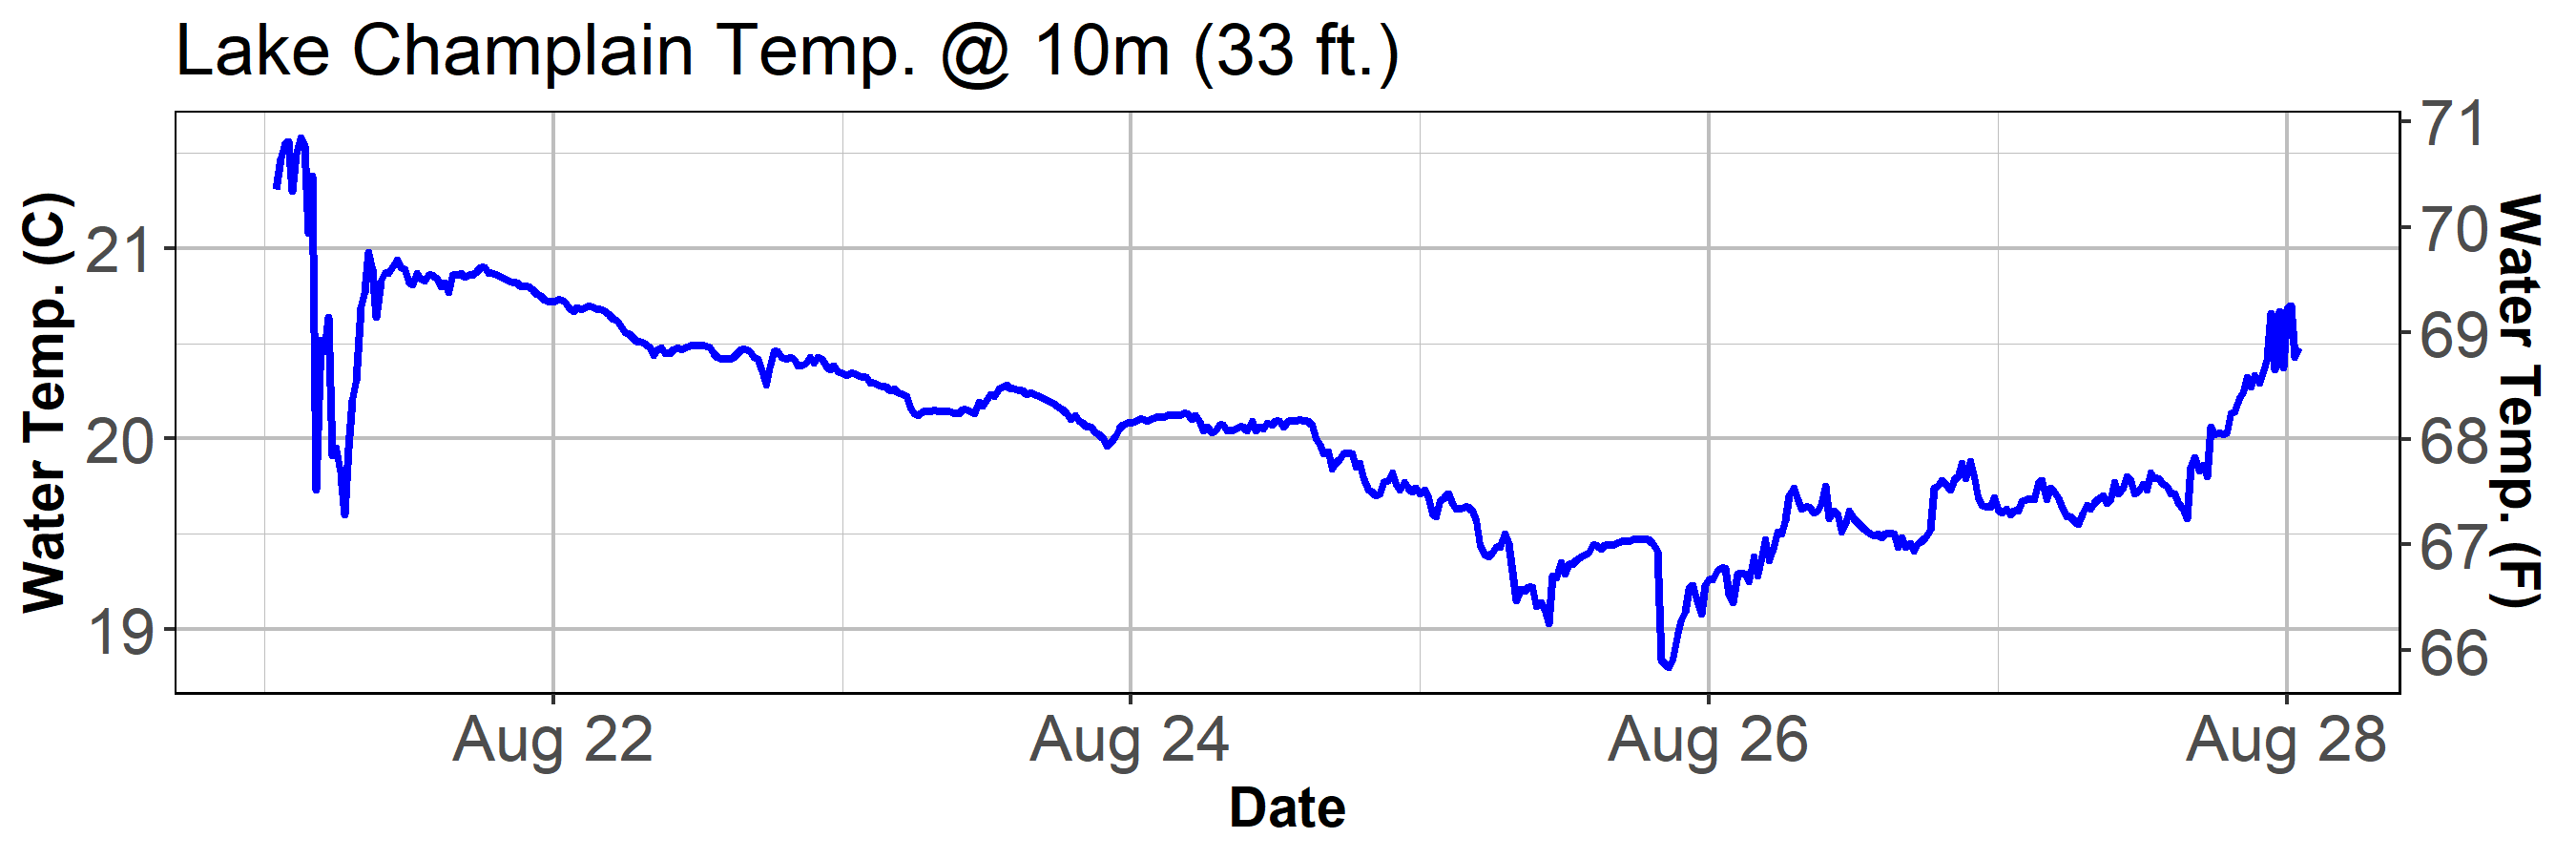 Lake Champlain Temp. @ 10m (33 ft.)
Water Temp. (C)
21
20
19
71
70
69
68
67
66
Water Temp. (F)
Aug 22 Aug 24 Aug 26 Aug 28
Date